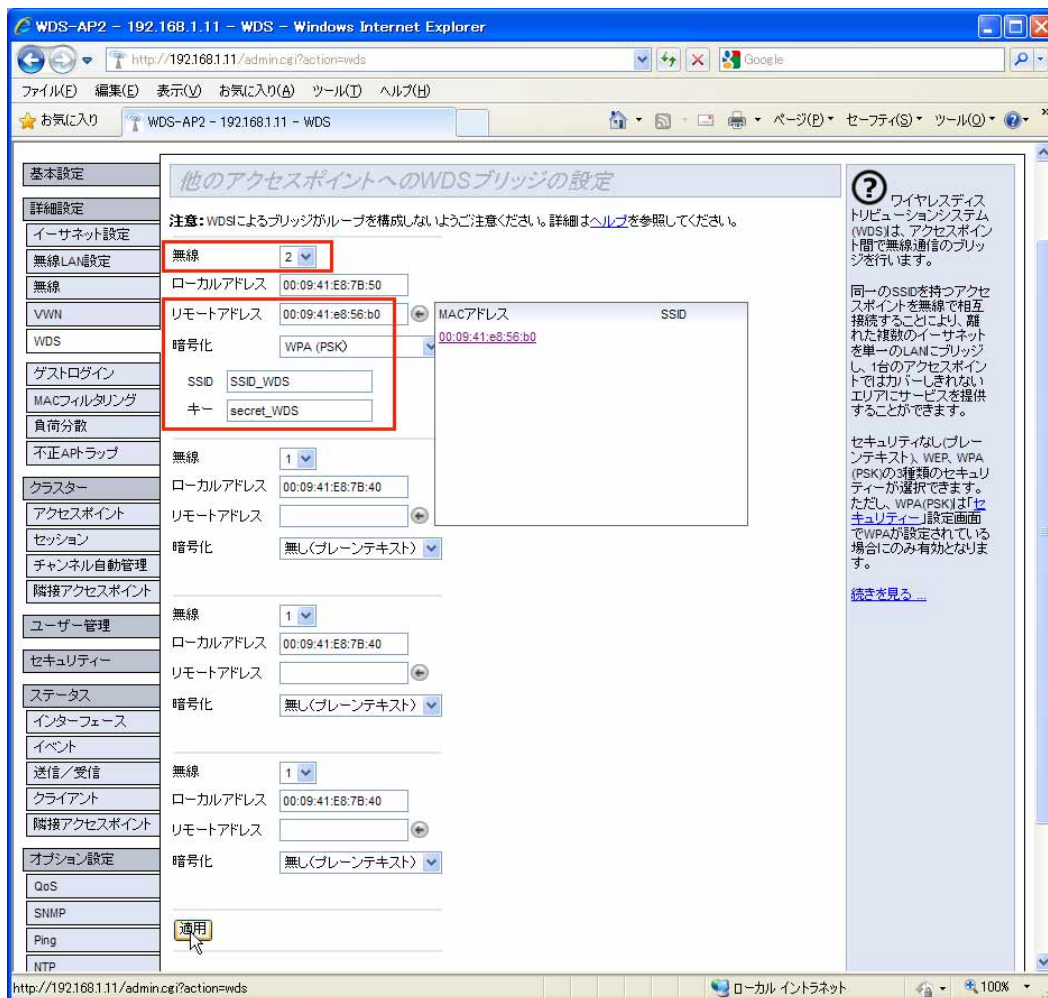 WDS-AP2 - 192.168.1.11 - WDS - Windows Internet Explorer
http://192.168.1.11/admin.cgi?action=wds
Google
ファイル(F) 編集(E) 表示(V) お気に入り(A) ツール(T) ヘルプ(H)
お気に入り
WDS-AP2 - 192.168.1.11 - WDS
ページ(P) セーフティ(S) ツール(O)
基本設定
詳細設定
イーサネット設定
無線LAN設定
無線
VWN
WDS
ゲストログイン
MACフィルタリング
負荷分散
不正APトラップ
クラスター
アクセスポイント
セッション
チャンネル自動管理
隣接アクセスポイント
ユーザー管理
セキュリティー
ステータス
インターフェース
イベント
送信/受信
クライアント
隣接アクセスポイント
オプション設定
QoS
SNMP
Ping
NTP
他のアクセスポイントへのWDSブリッジの設定
注意:WDSによるブリッジがループを構成しないようご注意ください。詳細はヘルプを参照してください。
無線 2
ローカルアドレス 00:09:41:E8:7B:50
リモートアドレス 00:09:41:e8:56:b0
MACアドレス SSID
00:09:41:e8:56:b0
暗号化 WPA (PSK)
SSID SSID_WDS
キー secret_WDS
無線 1
ローカルアドレス 00:09:41:E8:7B:40
リモートアドレス
暗号化 無し(プレーンテキスト)
無線 1
ローカルアドレス 00:09:41:E8:7B:40
リモートアドレス
暗号化 無し(プレーンテキスト)
無線 1
ローカルアドレス 00:09:41:E8:7B:40
リモートアドレス
暗号化 無し(プレーンテキスト)
適用
ワイヤレスディス
トリビューションシステム
(WDS)は、アクセスポイン
ト間で無線通信のブリッ
ジを行います。
同一のSSIDを持つアクセ
スポイントを無線で相互
接続することにより、離
れた複数のイーサネット
を単一のLANにブリッジ
し、1台のアクセスポイン
トではカバーしきれない
エリアにサービスを提供
することができます。
セキュリティなし(プレー
ンテキスト)、WEP、WPA
(PSK)の3種類のセキュリ
ティーが選択できます。
ただし、WPA(PSK)は「セ
キュリティー」設定画面
でWPAが設定されている
場合にのみ有効となりま
す。
続きを見る ...
http://192.168.1.11/admin.cgi?action=wds
ローカル イントラネット
100%